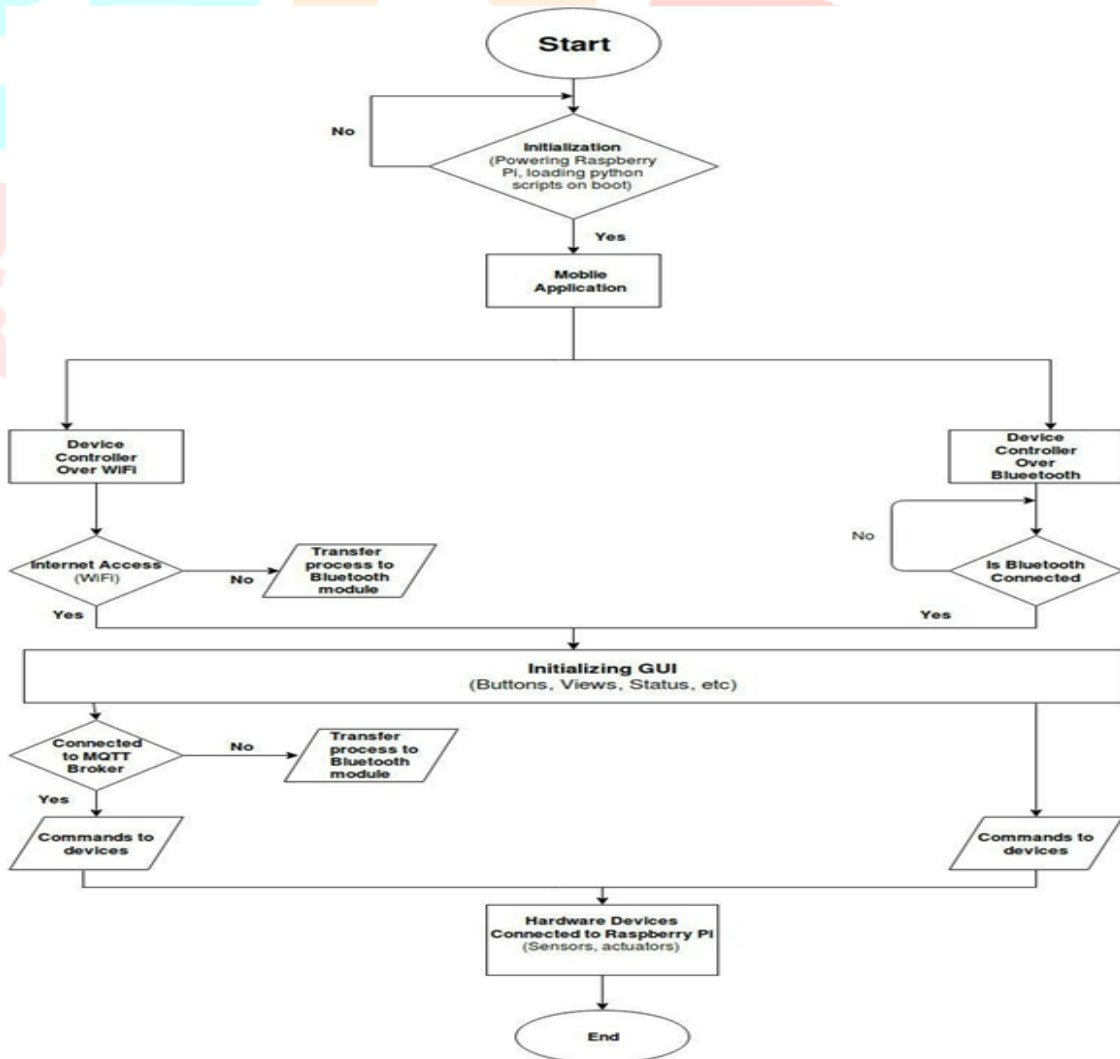 Start
No
Initialization
(Powering Raspberry
Pi, loading python
scripts on boot)
Yes
Mobile
Application
Device
Controller
Over WiFi
Device
Controller
Over
Blueetooth
Internet Access
(WiFi)
No
Transfer
process to
Bluetooth
module
Yes
No
Is Bluetooth
Connected
Yes
Initializing GUI
(Buttons, Views, Status, etc)
Connected
to MQTT
Broker
No
Transfer
process to
Bluetooth
module
Yes
Commands to
devices
Commands to
devices
Hardware Devices
Connected to Raspberry Pi
(Sensors, actuators)
End